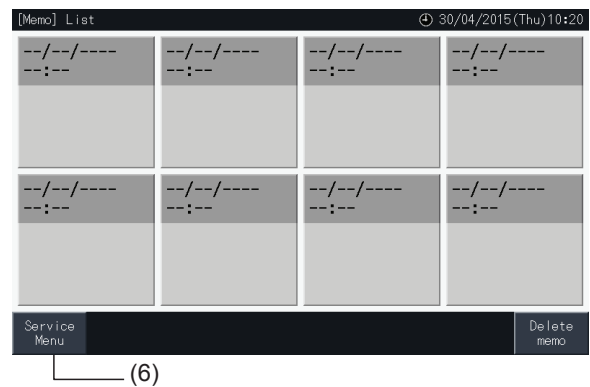 [Memo] List 30/04/2015(Thu)10:20
--/--/---- --/--/---- --/--/---- --/--/----
--:-- --:-- --:-- --:--
--/--/---- --/--/---- --/--/---- --/--/----
--:-- --:-- --:-- --:--
Service Delete
Menu memo
(6)